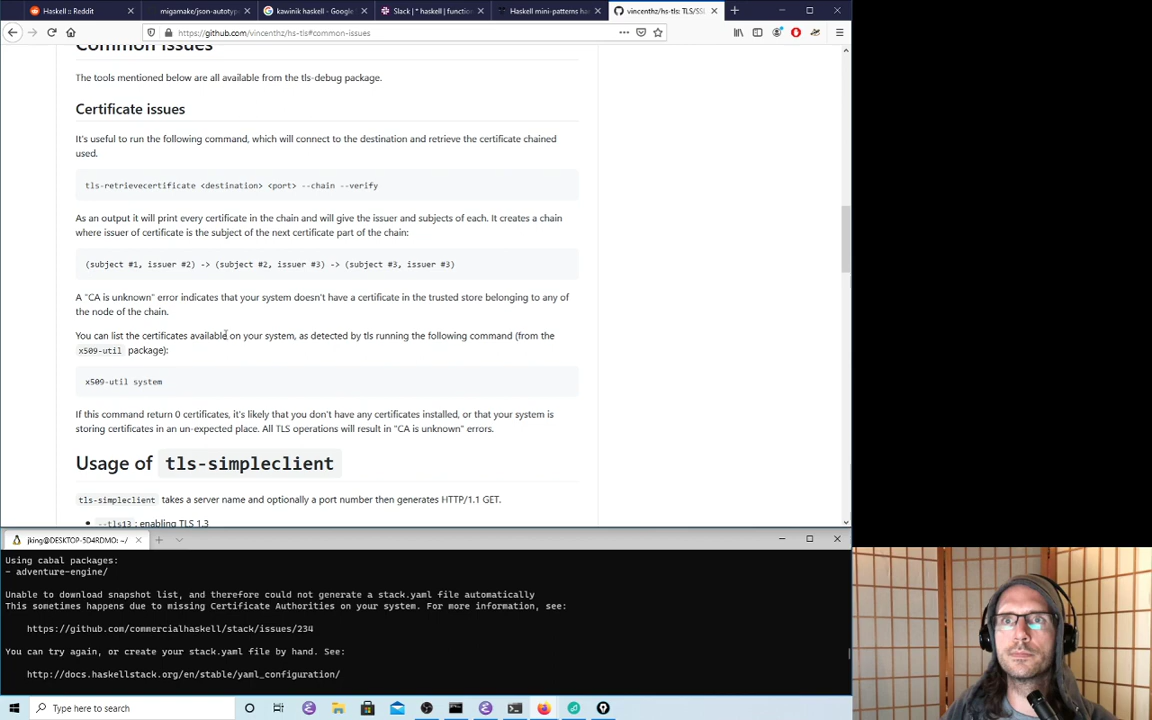 Haskell :: Reddit
migamake/json-autotype
kawinik haskell - Google
Slack | * haskell | function
Haskell mini-patterns ha
vincenthz/hs-tls: TLS/SS
https://github.com/vincenthz/hs-tls#common-issues
Common issues
The tools mentioned below are all available from the tls-debug package.
Certificate issues
It's useful to run the following command, which will connect to the destination and retrieve the certificate chained
used.
tls-retrievecertificate <destination> <port> --chain --verify
As an output it will print every certificate in the chain and will give the issuer and subjects of each. It creates a chain
where issuer of certificate is the subject of the next certificate part of the chain:
(subject #1, issuer #2) -> (subject #2, issuer #3) -> (subject #3, issuer #3)
A "CA is unknown" error indicates that your system doesn't have a certificate in the trusted store belonging to any of
the node of the chain.
You can list the certificates available on your system, as detected by tls running the following command (from the
x509-util package):
x509-util system
If this command return 0 certificates, it's likely that you don't have any certificates installed, or that your system is
storing certificates in an un-expected place. All TLS operations will result in "CA is unknown" errors.
Usage of tls-simpleclient
tls-simpleclient takes a server name and optionally a port number then generates HTTP/1.1 GET.
--tls13 : enabling TLS 1.3
jking@DESKTOP-5D4RDMO: ~/
Using cabal packages:
- adventure-engine/
Unable to download snapshot list, and therefore could not generate a stack.yaml file automatically
This sometimes happens due to missing Certificate Authorities on your system. For more information, see:
https://github.com/commercialhaskell/stack/issues/234
You can try again, or create your stack.yaml file by hand. See:
http://docs.haskellstack.org/en/stable/yaml_configuration/
Type here to search